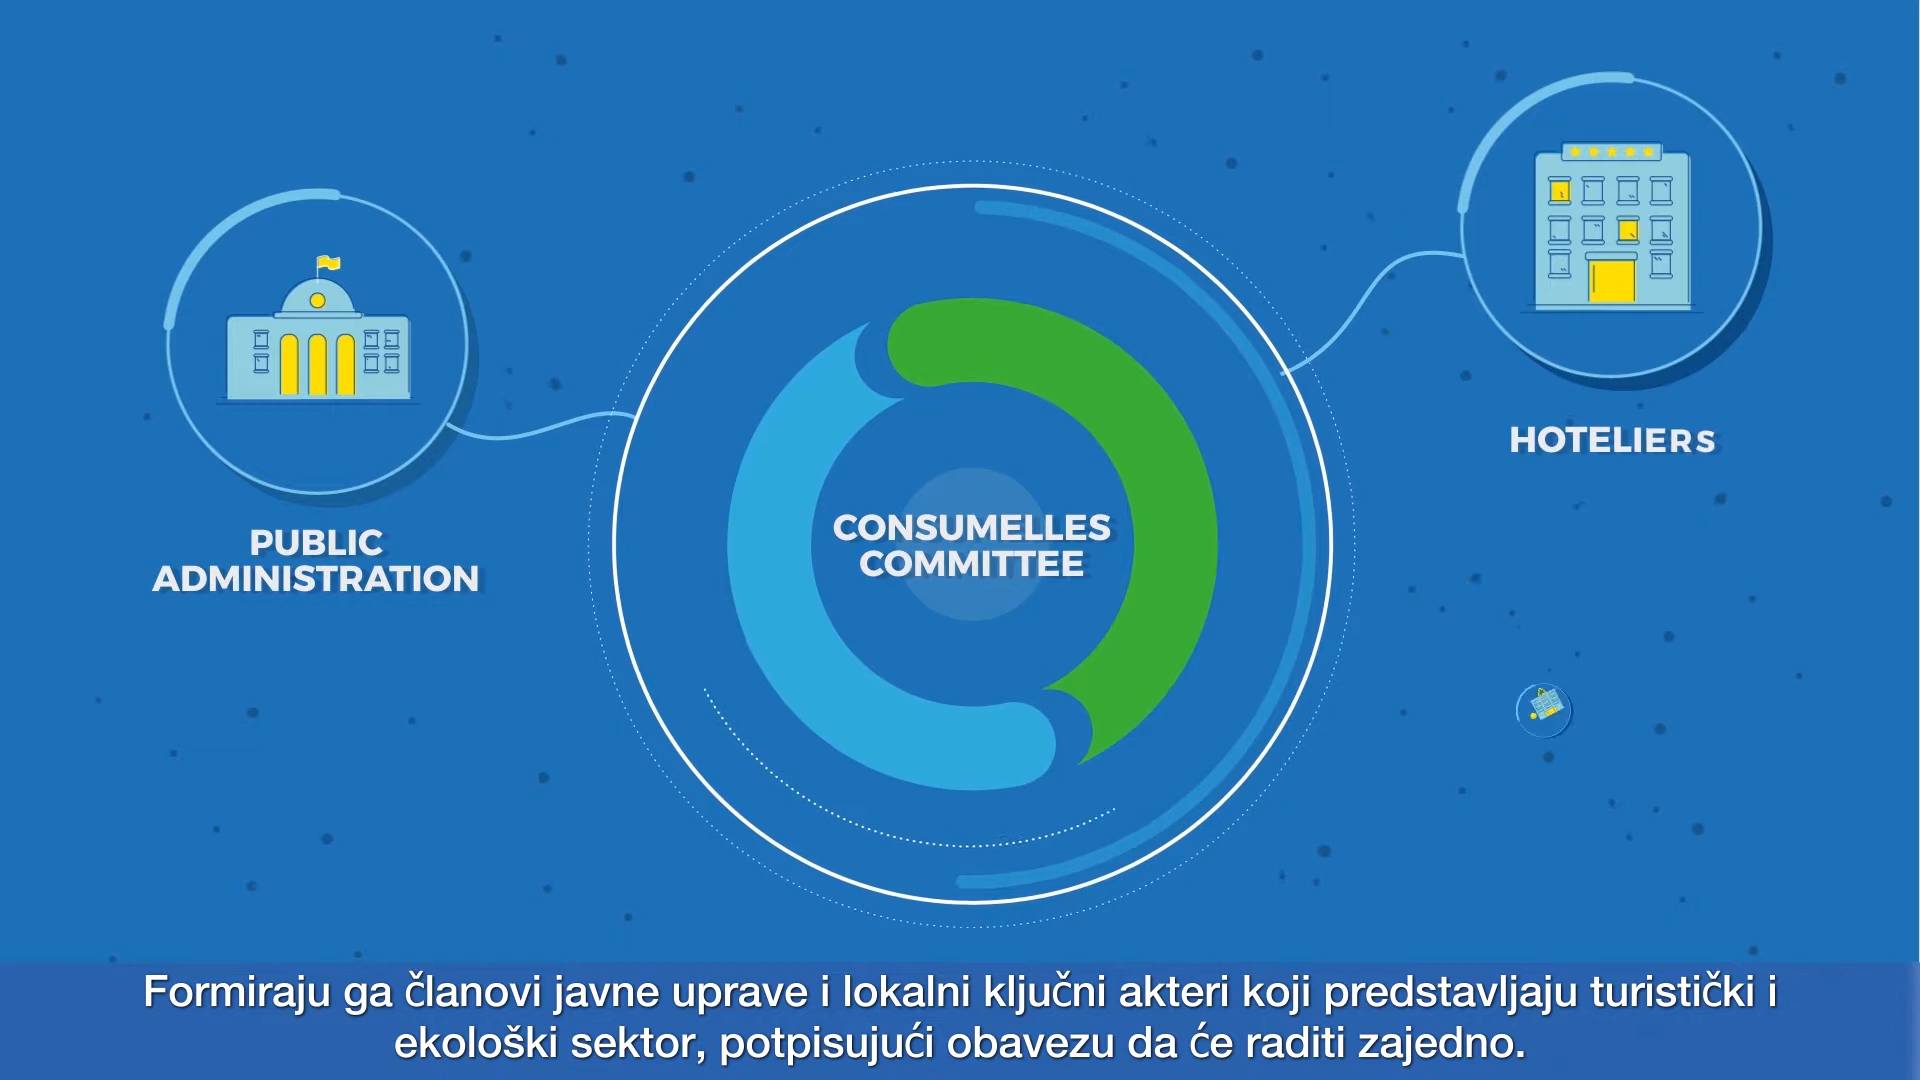 HOTELIERS
CONSUMELLES
COMMITTEE
PUBLIC
ADMINISTRATION
Formiraju ga članovi javne uprave i lokalni ključni akteri koji predstavljaju turistički i
ekološki sektor, potpisujući obavezu da će raditi zajedno.